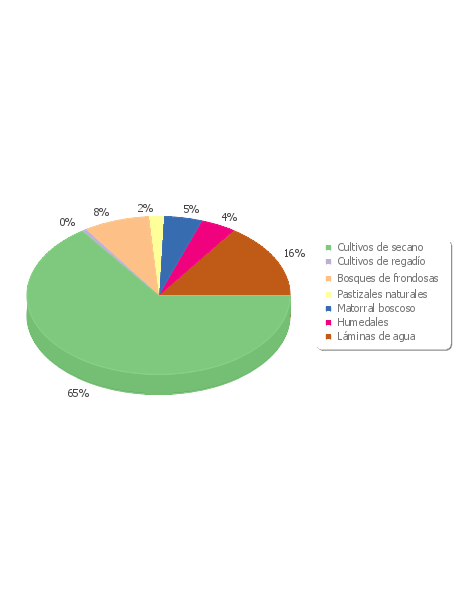 2%
5%
8%
4%
0%
16%
65%
Cultivos de secano
Cultivos de regadío
Bosques de frondosas
Pastizales naturales
Matorral boscoso
Humedales
Láminas de agua